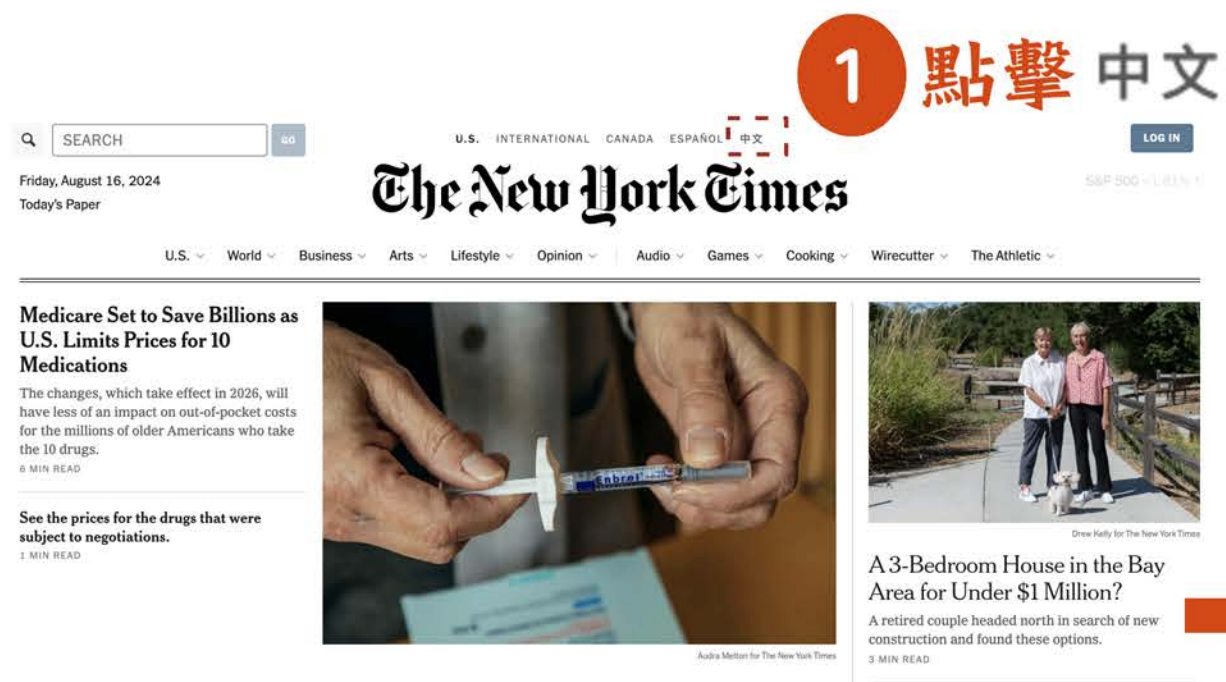 1 點擊 中文
SEARCH GO
U.S. INTERNATIONAL CANADA ESPAÑOL 中文
LOG IN
Friday, August 16, 2024
Today's Paper
The New York Times
S&P 500
U.S. World Business Arts Lifestyle Opinion Audio Games Cooking Wirecutter The Athletic
Medicare Set to Save Billions as
U.S. Limits Prices for 10
Medications
The changes, which take effect in 2026, will
have less of an impact on out-of-pocket costs
for the millions of older Americans who take
the 10 drugs.
6 MIN READ
See the prices for the drugs that were
subject to negotiations.
1 MIN READ
Enbrel
Audra Melton for The New York Times
Drew Kelly for The New York Times
A 3-Bedroom House in the Bay
Area for Under $1 Million?
A retired couple headed north in search of new
construction and found these options.
3 MIN READ